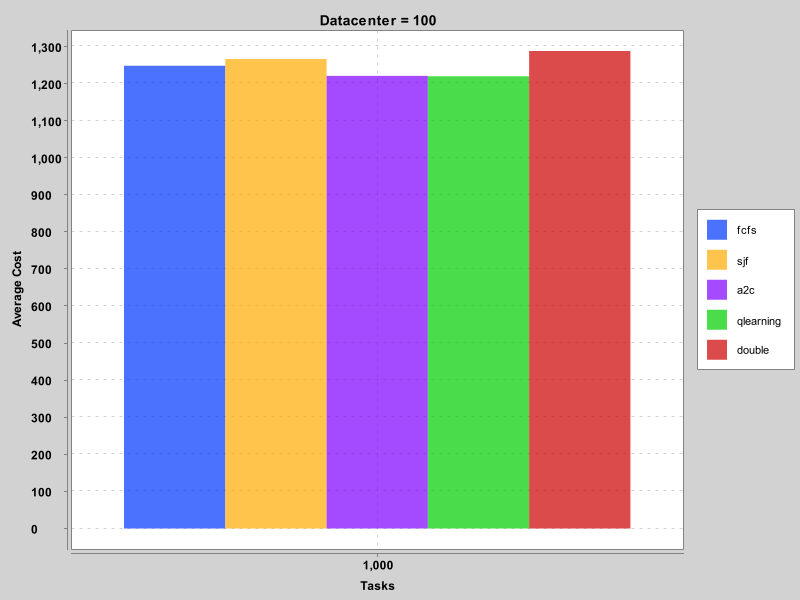 Datacenter = 100
Average Cost
1,300
1,200
1,100
1,000
900
800
700
600
500
400
300
200
100
0
1,000
Tasks
fcfs
sjf
a2c
qlearning
double